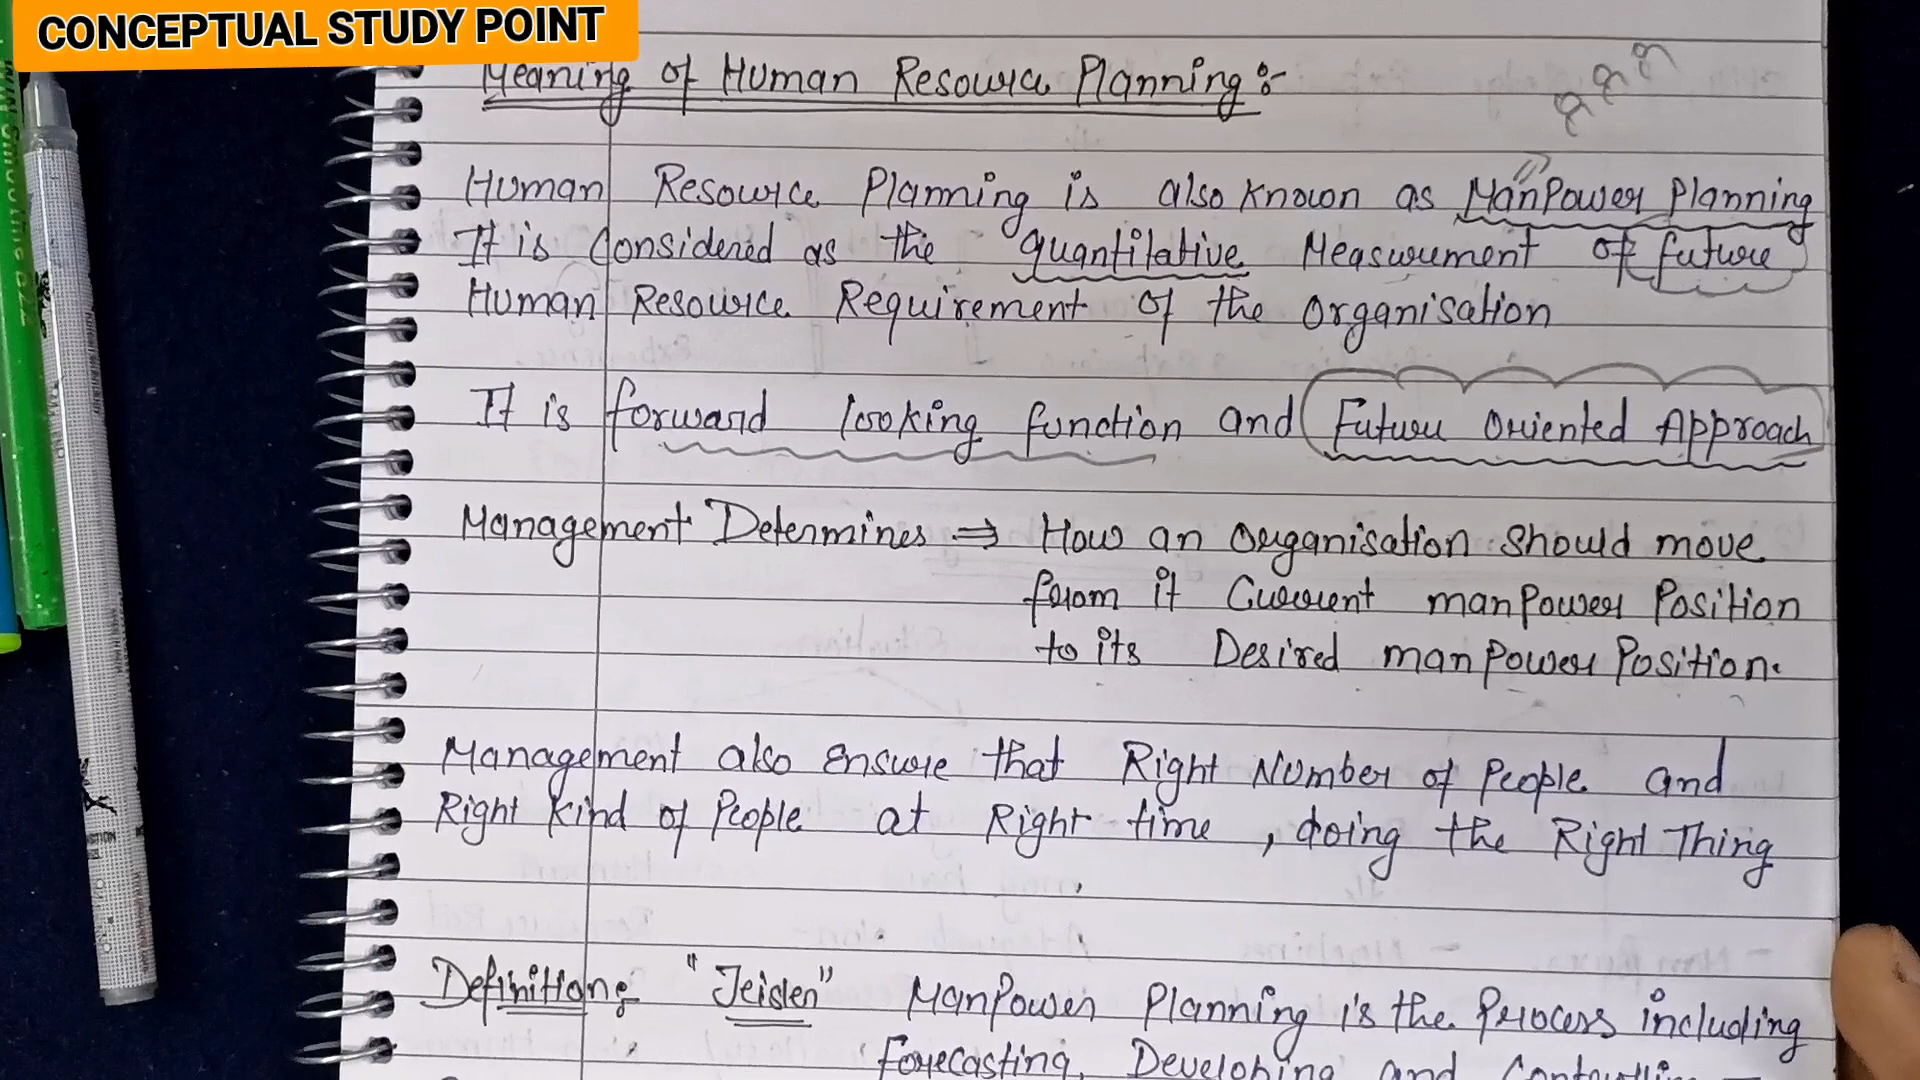 CONCEPTUAL STUDY POINT
Meaning of Human Resource Planning :-
Human Resource Planning is also known as ManPower Planning
It is Considered as the quantitative Measurement of future
Human Resource Requirement of the Organisation
It is forward looking function and Future Oriented Approach
Management Determines ⇒ How an Organisation should move
from it Current manpower Position
to its Desired manpower Position.
Management also ensure that Right Number of People and
Right Kind of People at Right time , doing the Right Thing
Definitions "Jeislen" ManPower Planning is the Process including
forecasting, Developing and